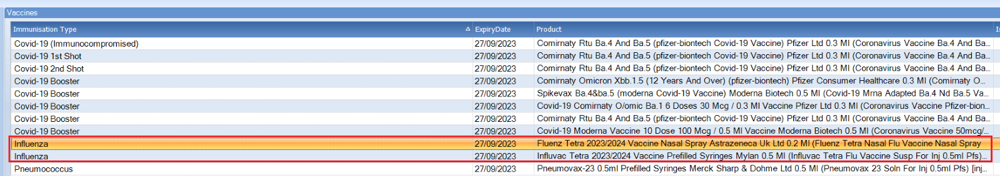 Vaccines
Immunisation Type ExpiryDate Product Is
Covid-19 (Immunocompromised) 27/09/2023 Comirnaty Rtu Ba.4 And Ba.5 (pfizer-biontech Covid-19 Vaccine) Pfizer Ltd 0.3 Ml (Coronavirus Vaccine Ba.4 And Ba...
Covid-19 1st Shot 27/09/2023 Comirnaty Rtu Ba.4 And Ba.5 (pfizer-biontech Covid-19 Vaccine) Pfizer Ltd 0.3 Ml (Coronavirus Vaccine Ba.4 And Ba...
Covid-19 2nd Shot 27/09/2023 Comirnaty Rtu Ba.4 And Ba.5 (pfizer-biontech Covid-19 Vaccine) Pfizer Ltd 0.3 Ml (Coronavirus Vaccine Ba.4 And Ba...
Covid-19 Booster 27/09/2023 Comirnaty Omicron Xbb.1.5 (12 Years And Over) (pfizer-biontech) Pfizer Consumer Healthcare 0.3 Ml (Comirnaty O...
Covid-19 Booster 27/09/2023 Spikevax Ba.4&ba.5 (moderna Covid-19 Vaccine) Moderna Biotech 0.5 Ml (Covid-19 Mrna Adapted Ba.4 Nd Ba.5 Va...
Covid-19 Booster 27/09/2023 Covid-19 Comirnaty O/omic Ba.1 6 Doses 30 Mcg / 0.3 Ml Vaccine Pfizer Ltd 0.3 Ml (Coronavirus Vaccine Pfizer-bion...
Covid-19 Booster 27/09/2023 Comirnaty Rtu Ba.4 And Ba.5 (pfizer-biontech Covid-19 Vaccine) Pfizer Ltd 0.3 Ml (Coronavirus Vaccine Ba.4 And Ba...
Covid-19 Booster 27/09/2023 Covid-19 Moderna Vaccine 10 Dose 100 Mcg / 0.5 Ml Vaccine Moderna Biotech 0.5 Ml (Coronavirus Vaccine 50mcg/...
Influenza 27/09/2023 Fluenz Tetra 2023/2024 Vaccine Nasal Spray Astrazeneca Uk Ltd 0.2 Ml (Fluenz Tetra Nasal Flu Vaccine Nasal Spray
Influenza 27/09/2023 Influvac Tetra 2023/2024 Vaccine Prefilled Syringes Mylan 0.5 Ml (Influvac Tetra Flu Vaccine Susp For Inj 0.5ml Pfs)...
Pneumococcus 27/09/2023 Pneumovax-23 0.5ml Prefilled Syringes Merck Sharp & Dohme Ltd 0.5 Ml (Pneumovax 23 Soln For Inj 0.5ml Pfs) [inj...